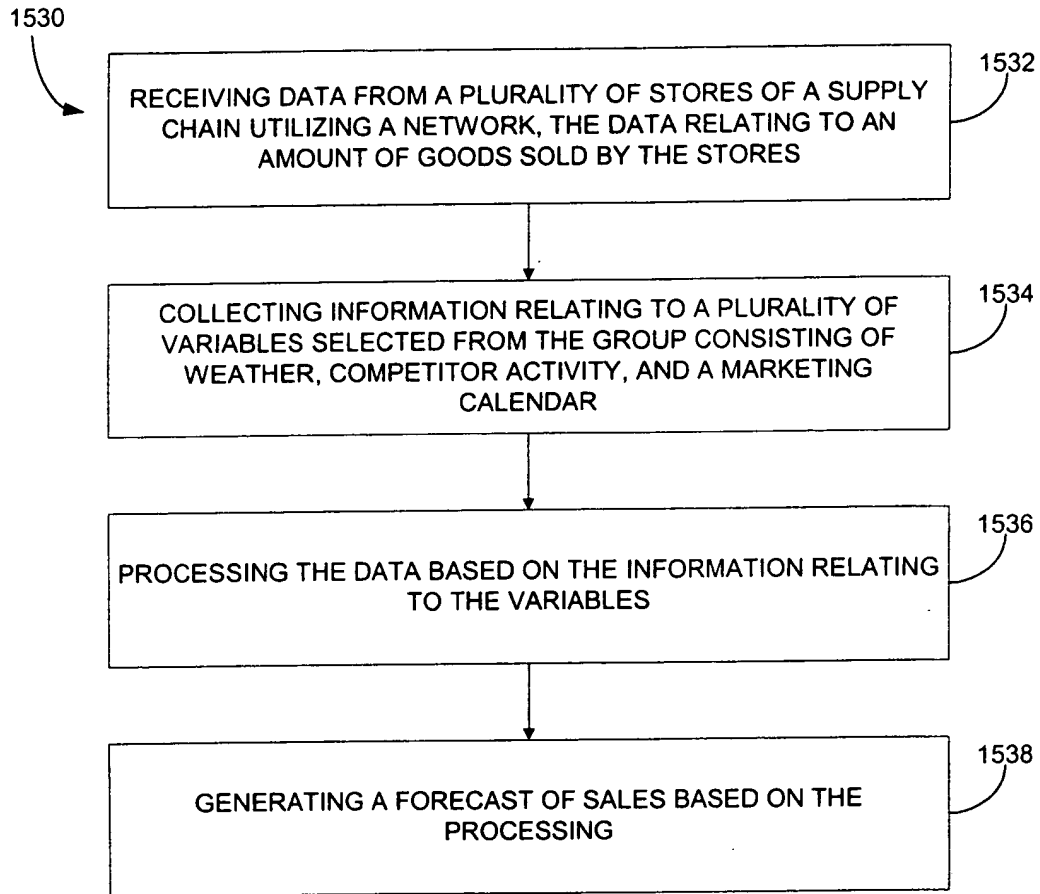 1530
1532
RECEIVING DATA FROM A PLURALITY OF STORES OF A SUPPLY
CHAIN UTILIZING A NETWORK, THE DATA RELATING TO AN
AMOUNT OF GOODS SOLD BY THE STORES
1534
COLLECTING INFORMATION RELATING TO A PLURALITY OF
VARIABLES SELECTED FROM THE GROUP CONSISTING OF
WEATHER, COMPETITOR ACTIVITY, AND A MARKETING
CALENDAR
1536
PROCESSING THE DATA BASED ON THE INFORMATION RELATING
TO THE VARIABLES
1538
GENERATING A FORECAST OF SALES BASED ON THE
PROCESSING